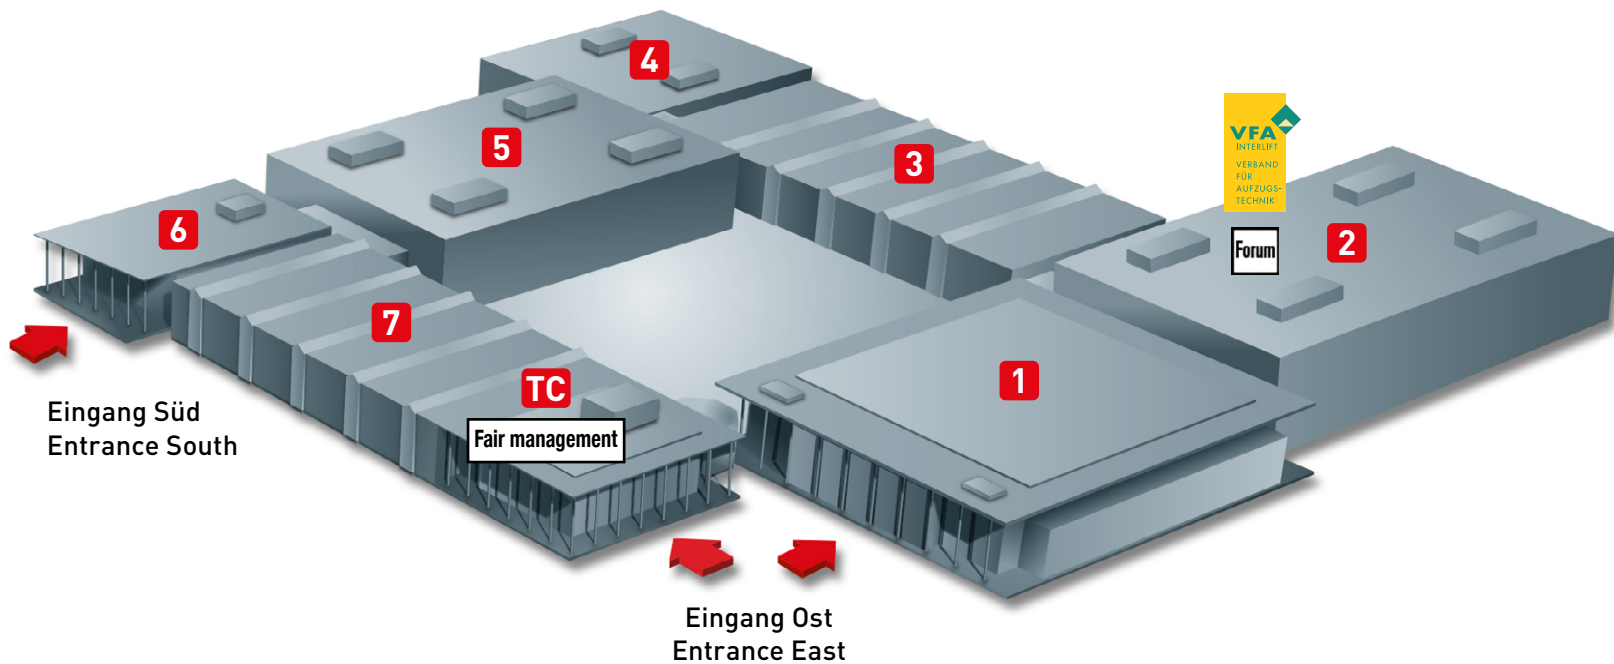 4
5
3
VFA
INTERLIFT
VERBAND
FÜR
AUFZUGS-
TECHNIK
6
Forum
2
7
TC
Fair management
1
Eingang Süd
Entrance South
Eingang Ost
Entrance East